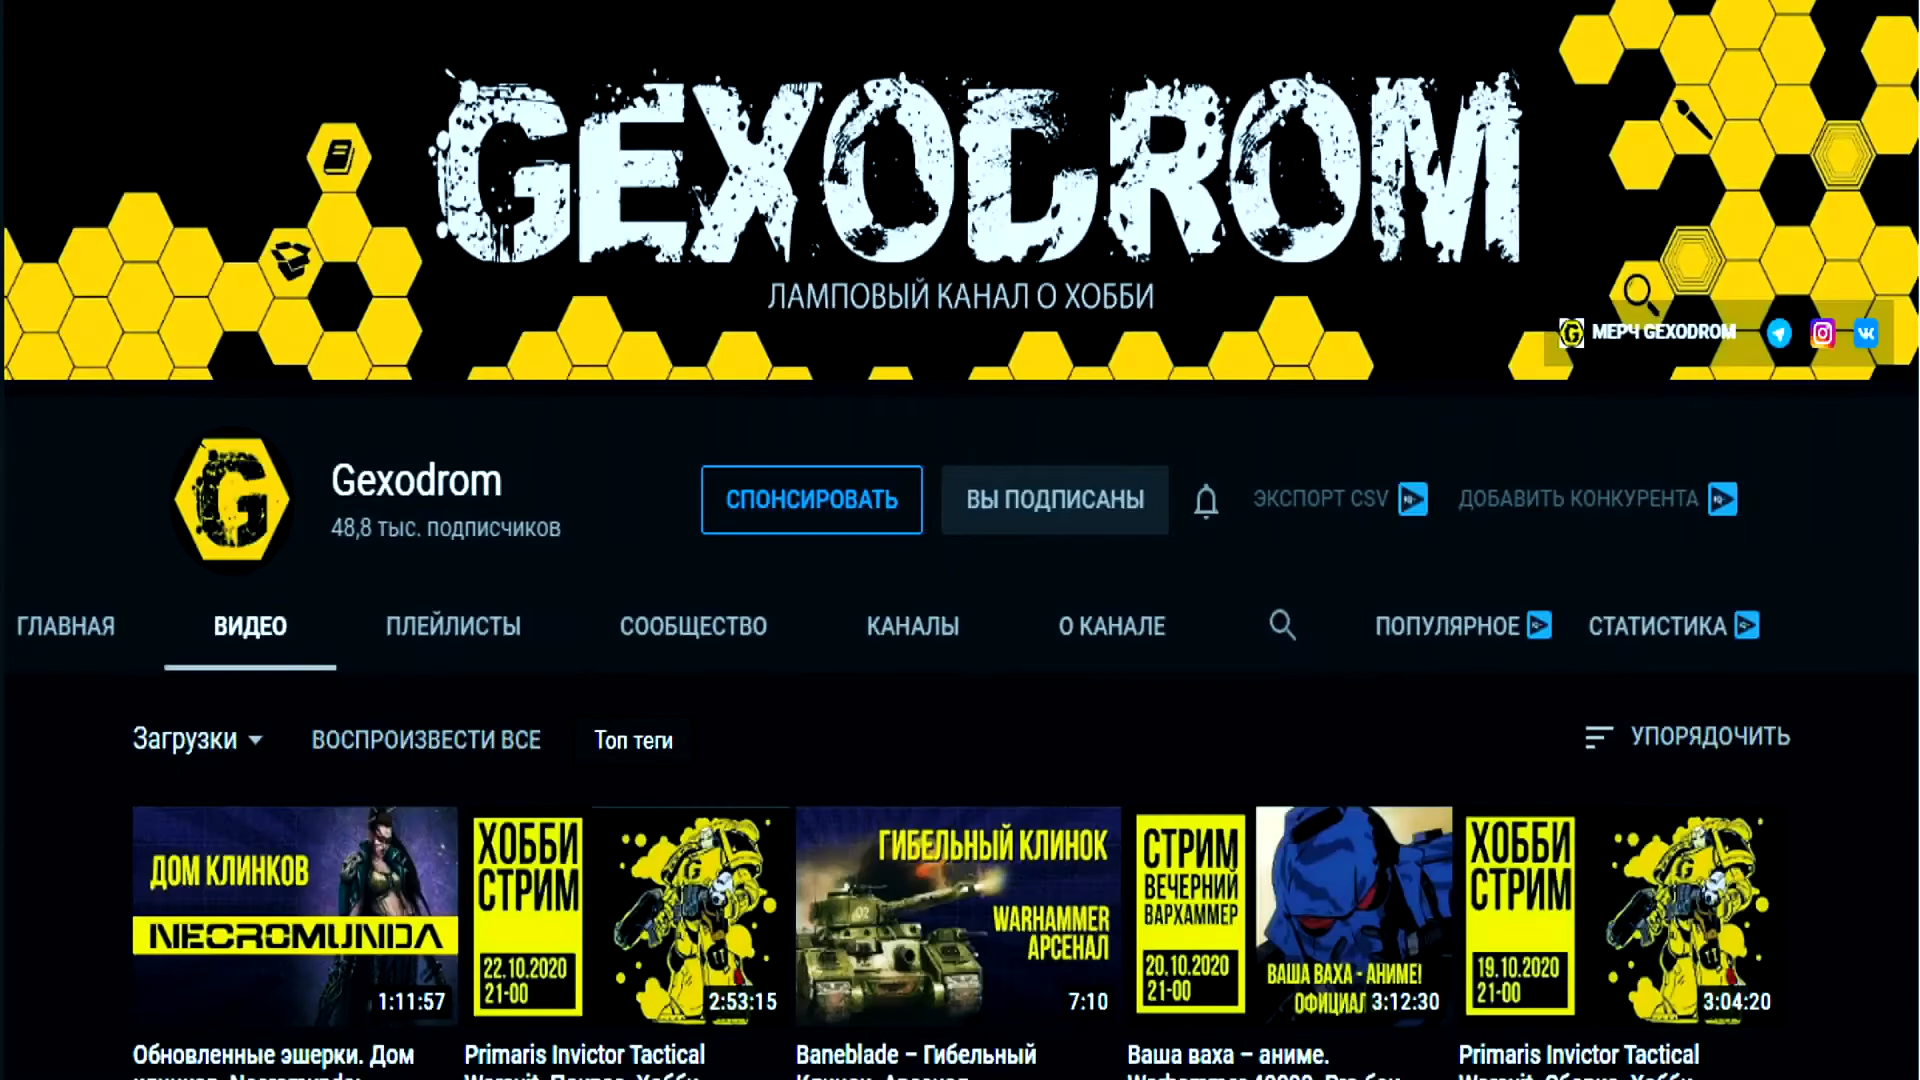 GEXODROM
ЛАМПОВЫЙ КАНАЛ О ХОББИ
МЕРЧ GEXODROM
G
Gexodrom
48,8 тыс. подписчиков
СПОНСИРОВАТЬ
ВЫ ПОДПИСАНЫ
ЭКСПОРТ CSV
ДОБАВИТЬ КОНКУРЕНТА
ГЛАВНАЯ
ВИДЕО
ПЛЕЙЛИСТЫ
СООБЩЕСТВО
КАНАЛЫ
О КАНАЛЕ
ПОПУЛЯРНОЕ
СТАТИСТИКА
Загрузки
ВОСПРОИЗВЕСТИ ВСЕ
Топ теги
УПОРЯДОЧИТЬ
ДОМ КЛИНКОВ
NECROMUNDA
1:11:57
ХОББИ
СТРИМ
22.10.2020
21-00
2:53:15
ГИБЕЛЬНЫЙ КЛИНОК
WARHAMMER
АРСЕНАЛ
02
7:10
СТРИМ
ВЕЧЕРНИЙ
ВАРХАММЕР
20.10.2020
21-00
ВАША ВАХА - АНИМЕ!
ОФИЦИАЛ
3:12:30
ХОББИ
СТРИМ
19.10.2020
21-00
3:04:20
Обновленные эшерки. Дом
Primaris Invictor Tactical
Baneblade – Гибельный
Ваша ваха – аниме.
Primaris Invictor Tactical